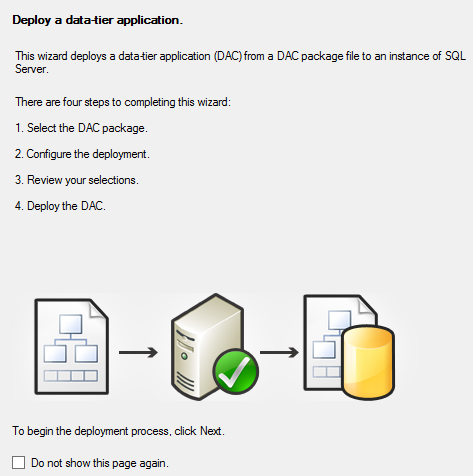 Deploy a data-tier application.
This wizard deploys a data-tier application (DAC) from a DAC package file to an instance of SQL
Server.
There are four steps to completing this wizard:
1. Select the DAC package.
2. Configure the deployment.
3. Review your selections.
4. Deploy the DAC.
To begin the deployment process, click Next.
Do not show this page again.